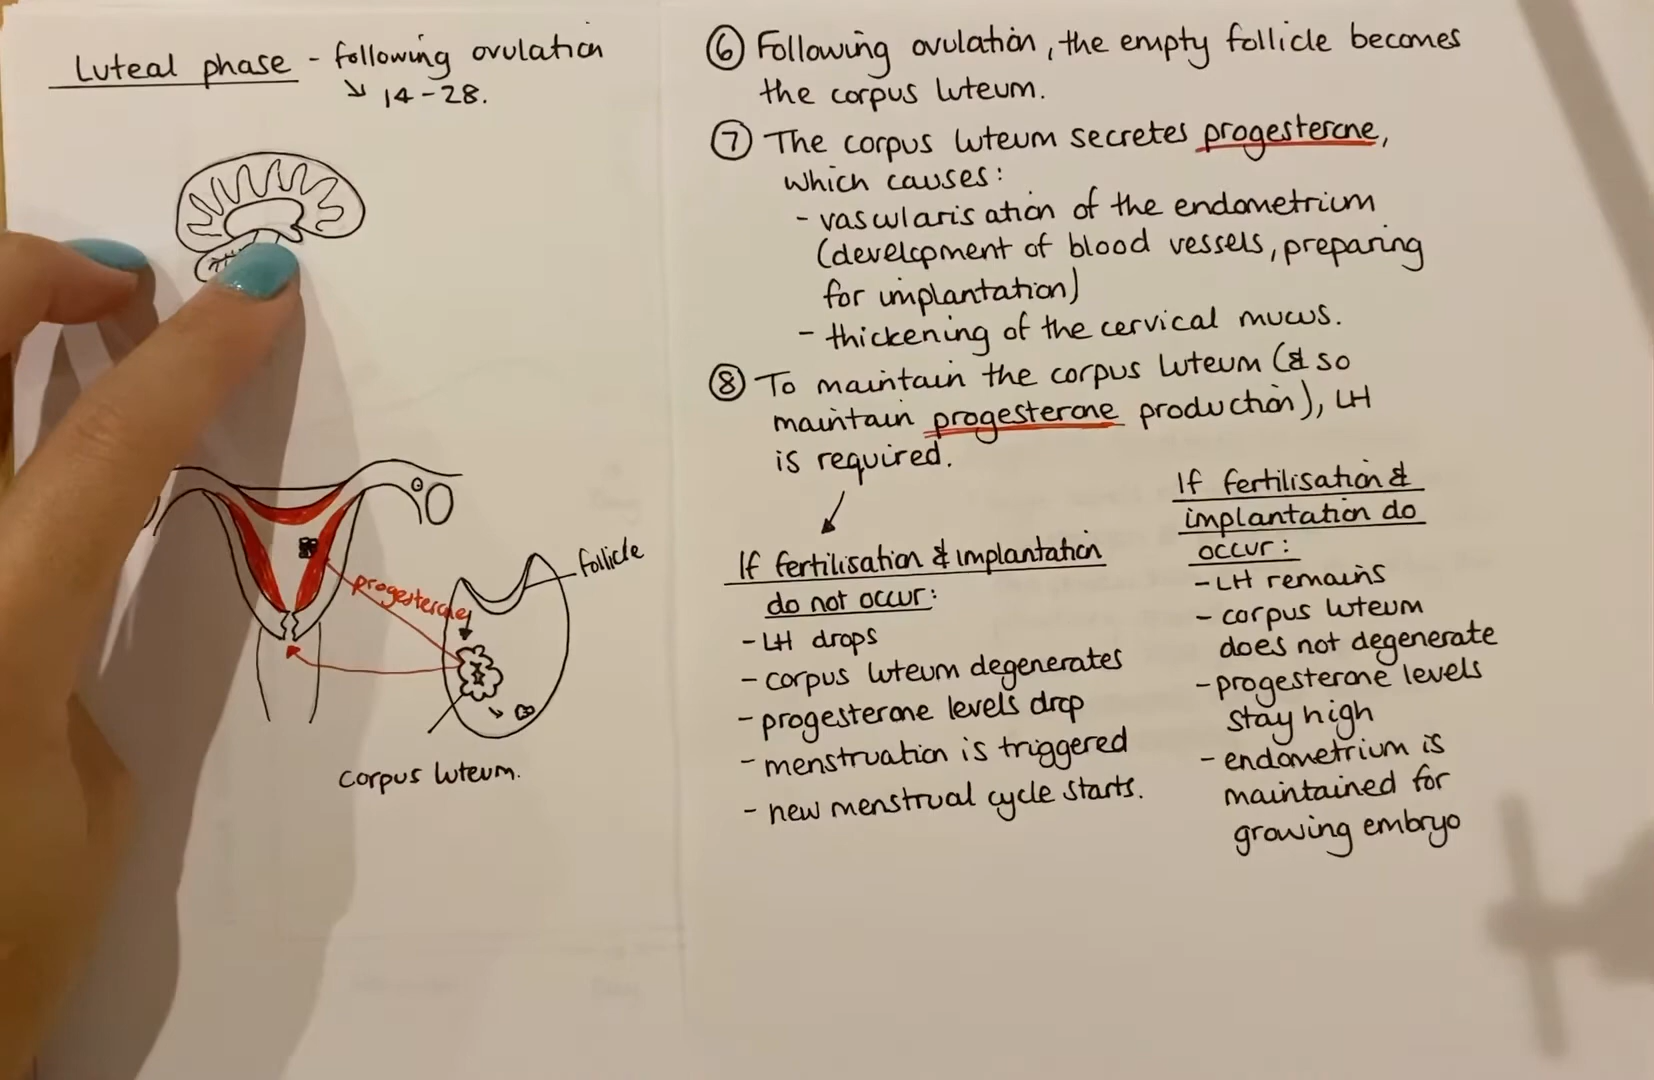 Luteal phase - following ovulation
↘ 14-28.
progesterone
follicle
corpus luteum.
⑥ Following ovulation, the empty follicle becomes
the corpus luteum.
⑦ The corpus luteum secretes progesterone,
which causes:
- vascularisation of the endometrium
(development of blood vessels, preparing
for implantation)
- thickening of the cervical mucus.
⑧ To maintain the corpus luteum (& so
maintain progesterone production), LH
is required.
If fertilisation & implantation
do not occur:
- LH drops
- corpus luteum degenerates
- progesterone levels drop
- menstruation is triggered
- new menstrual cycle starts.
If fertilisation &
implantation do
occur:
- LH remains
- corpus luteum
does not degenerate
- progesterone levels
stay high
- endometrium is
maintained for
growing embryo